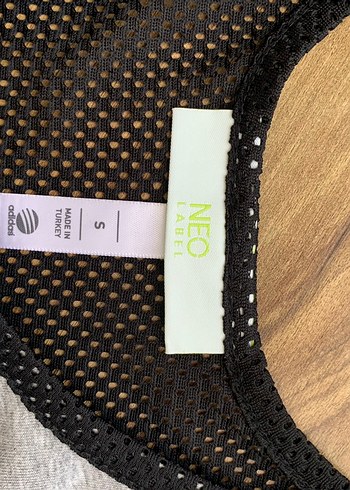 NEO
LABEL
S
MADE IN
TURKEY
adidas